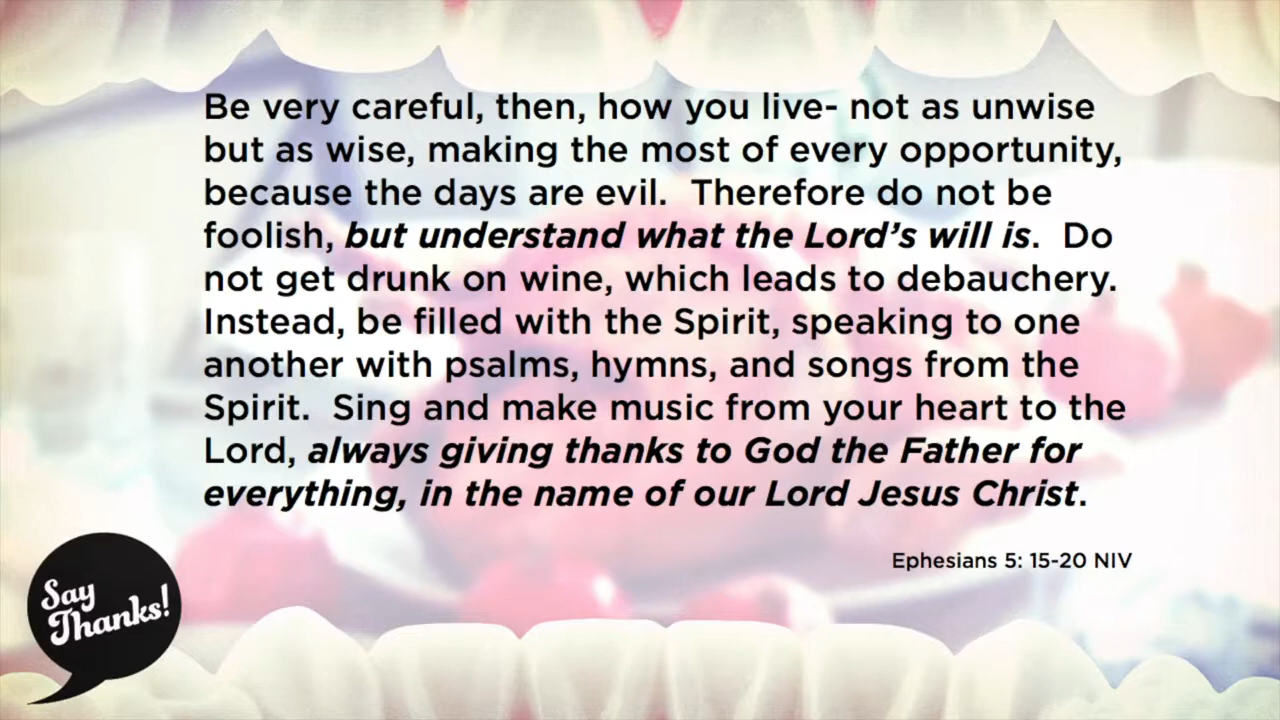 Be very careful, then, how you live- not as unwise
but as wise, making the most of every opportunity,
because the days are evil.  Therefore do not be
foolish, but understand what the Lord’s will is.  Do
not get drunk on wine, which leads to debauchery.
Instead, be filled with the Spirit, speaking to one
another with psalms, hymns, and songs from the
Spirit.  Sing and make music from your heart to the
Lord, always giving thanks to God the Father for
everything, in the name of our Lord Jesus Christ.
Ephesians 5: 15-20 NIV
Say
Thanks!